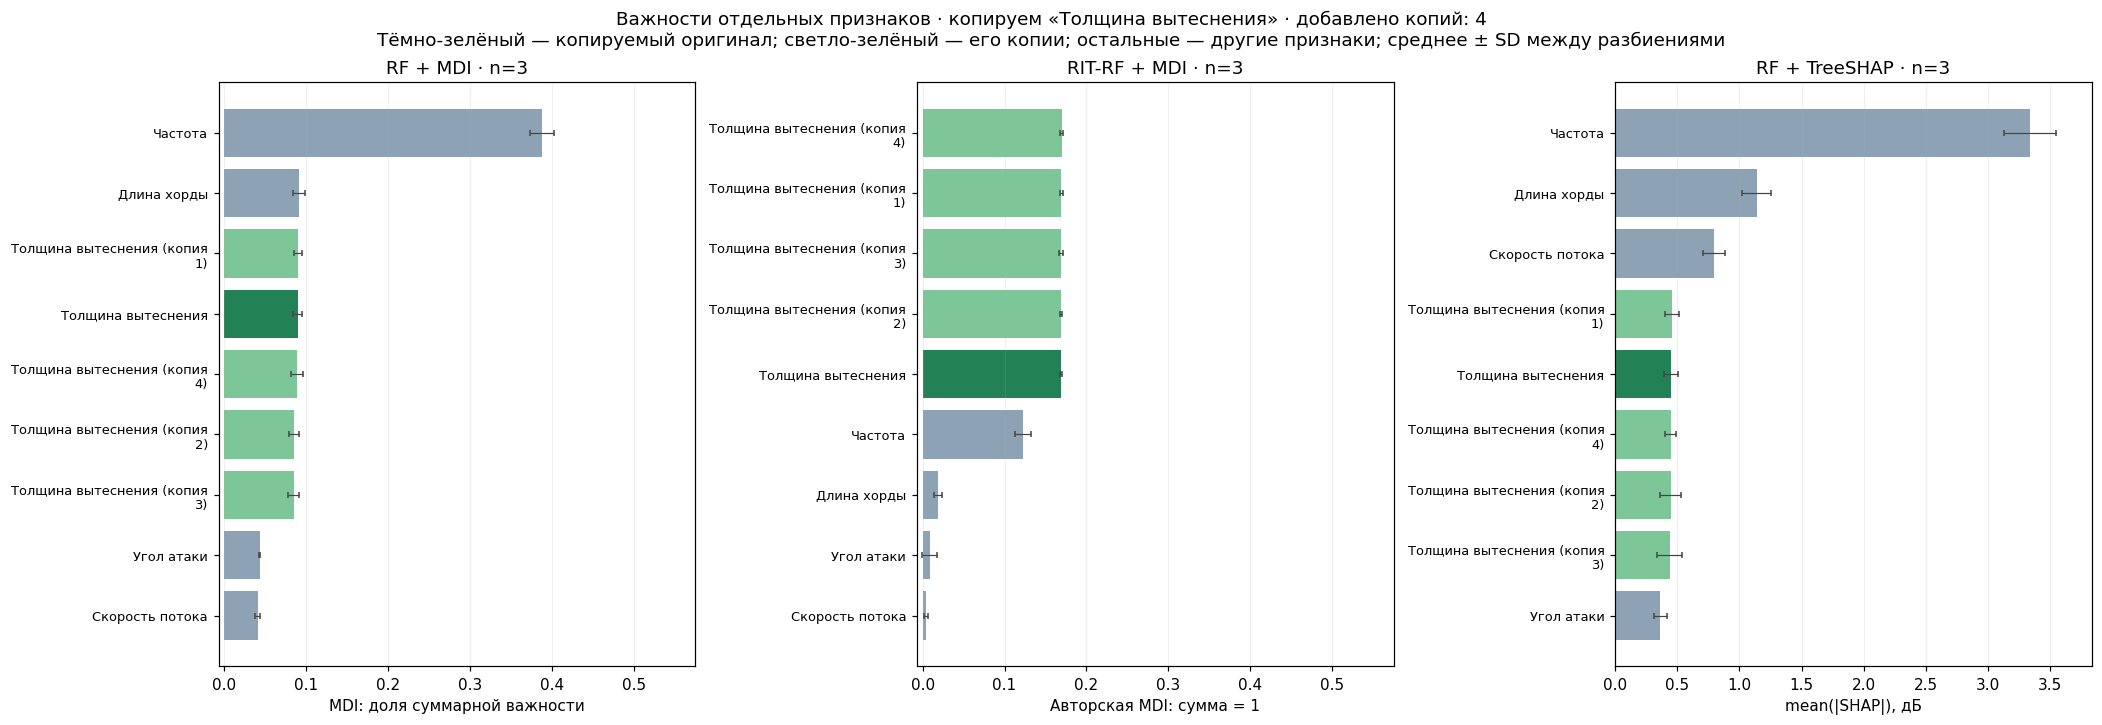 Важности отдельных признаков · копируем «Толщина вытеснения» · добавлено копий: 4
Тёмно-зелёный — копируемый оригинал; светло-зелёный — его копии; остальные — другие признаки; среднее ± SD между разбиениями
RF + MDI · n=3
Частота
Длина хорды
Толщина вытеснения (копия
1)
Толщина вытеснения
Толщина вытеснения (копия
4)
Толщина вытеснения (копия
2)
Толщина вытеснения (копия
3)
Угол атаки
Скорость потока
0.0 0.1 0.2 0.3 0.4 0.5
MDI: доля суммарной важности
RIT-RF + MDI · n=3
Толщина вытеснения (копия
4)
Толщина вытеснения (копия
1)
Толщина вытеснения (копия
3)
Толщина вытеснения (копия
2)
Толщина вытеснения
Частота
Длина хорды
Угол атаки
Скорость потока
0.0 0.1 0.2 0.3 0.4 0.5
Авторская MDI: сумма = 1
RF + TreeSHAP · n=3
Частота
Длина хорды
Скорость потока
Толщина вытеснения (копия
1)
Толщина вытеснения
Толщина вытеснения (копия
4)
Толщина вытеснения (копия
2)
Толщина вытеснения (копия
3)
Угол атаки
0.0 0.5 1.0 1.5 2.0 2.5 3.0 3.5
mean(|SHAP|), дБ